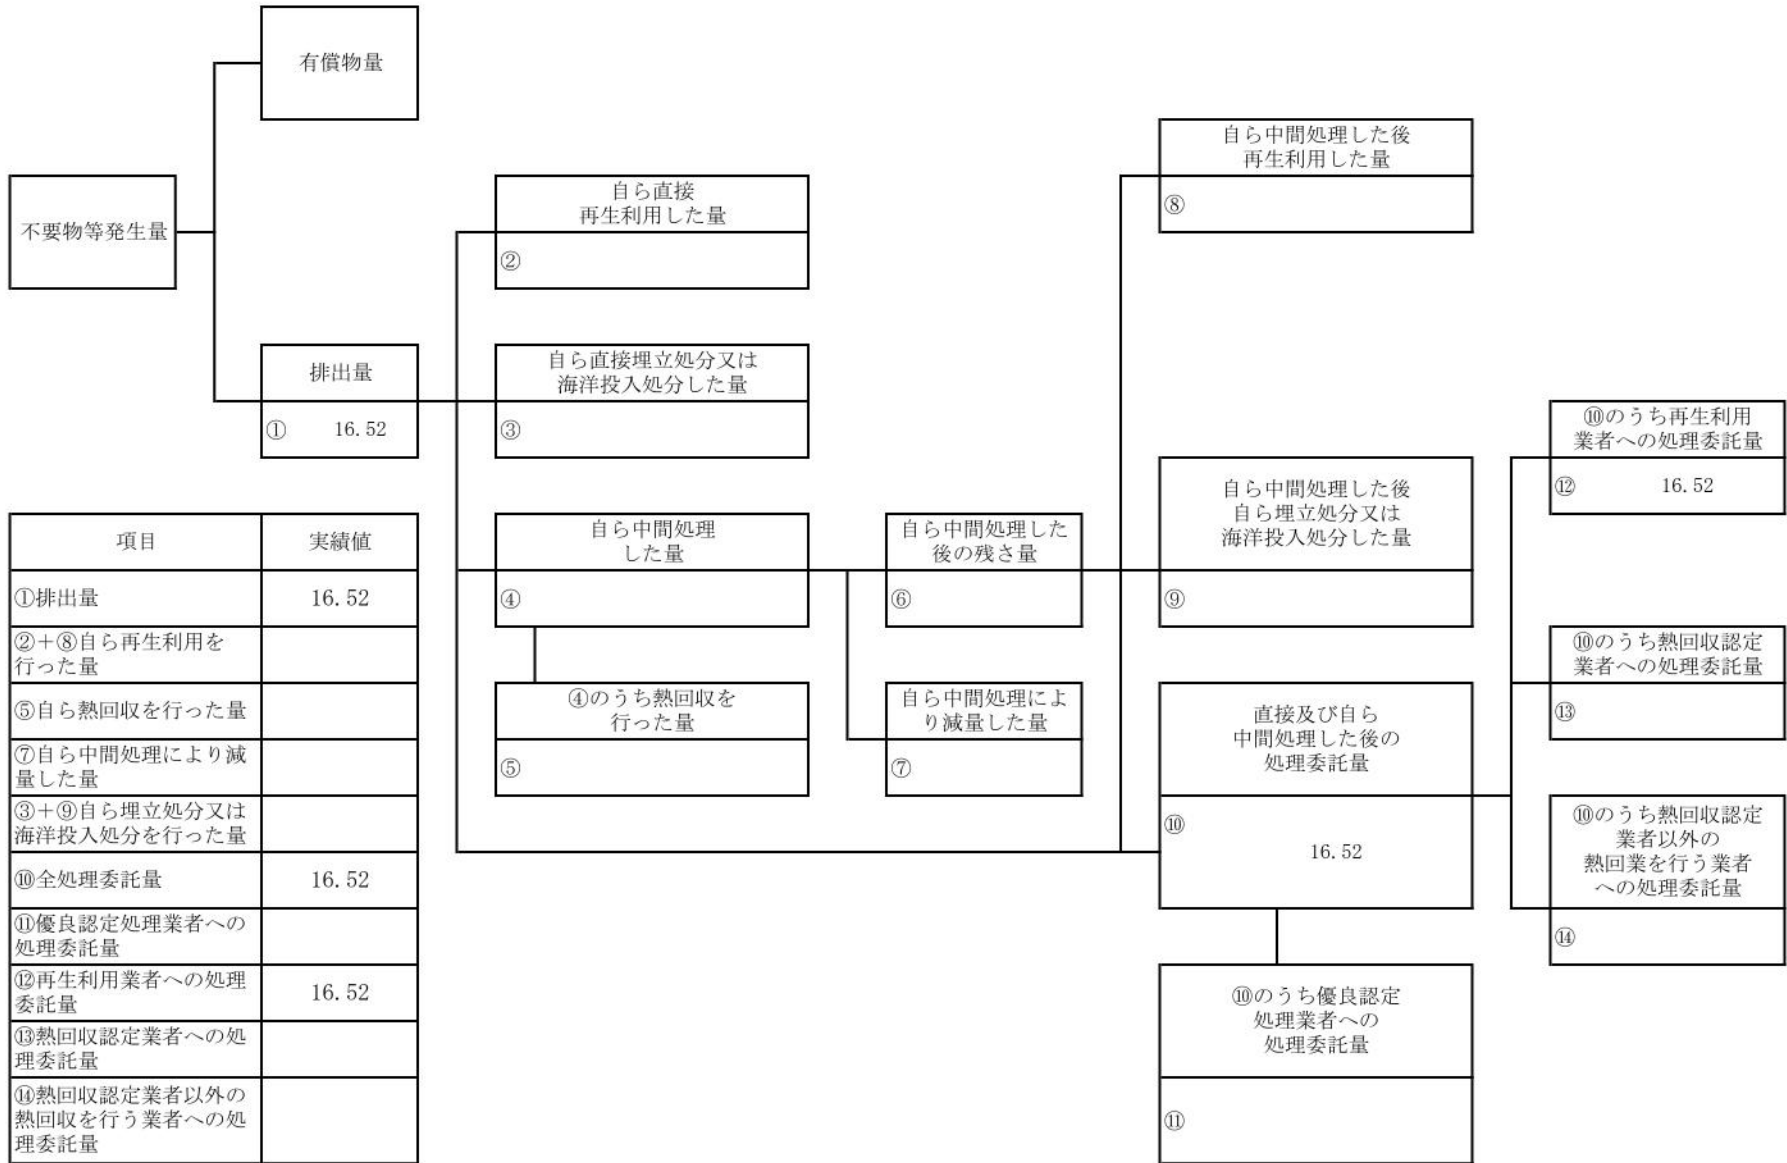 有償物量
不要物等発生量
排出量
① 16.52
自ら直接
再生利用した量
②
自ら直接埋立処分又は
海洋投入処分した量
③
自ら中間処理
した量
④
④のうち熱回収を
行った量
⑤
自ら中間処理した
後の残さ量
⑥
自ら中間処理によ
り減量した量
⑦
自ら中間処理した後
再生利用した量
⑧
自ら中間処理した後
自ら埋立処分又は
海洋投入処分した量
⑨
直接及び自ら
中間処理した後の
処理委託量
⑩
16.52
⑩のうち優良認定
処理業者への
処理委託量
⑪
⑩のうち再生利用
業者への処理委託量
⑫ 16.52
⑩のうち熱回収認定
業者への処理委託量
⑬
⑩のうち熱回収認定
業者以外の
熱回業を行う業者
への処理委託量
⑭
項目 実績値
①排出量 16.52
②+⑧自ら再生利用を
行った量
⑤自ら熱回収を行った量
⑦自ら中間処理により減
量した量
③+⑨自ら埋立処分又は
海洋投入処分を行った量
⑩全処理委託量 16.52
⑪優良認定処理業者への
処理委託量
⑫再生利用業者への処理
委託量 16.52
⑬熱回収認定業者への処
理委託量
⑭熱回収認定業者以外の
熱回収を行う業者への処
理委託量